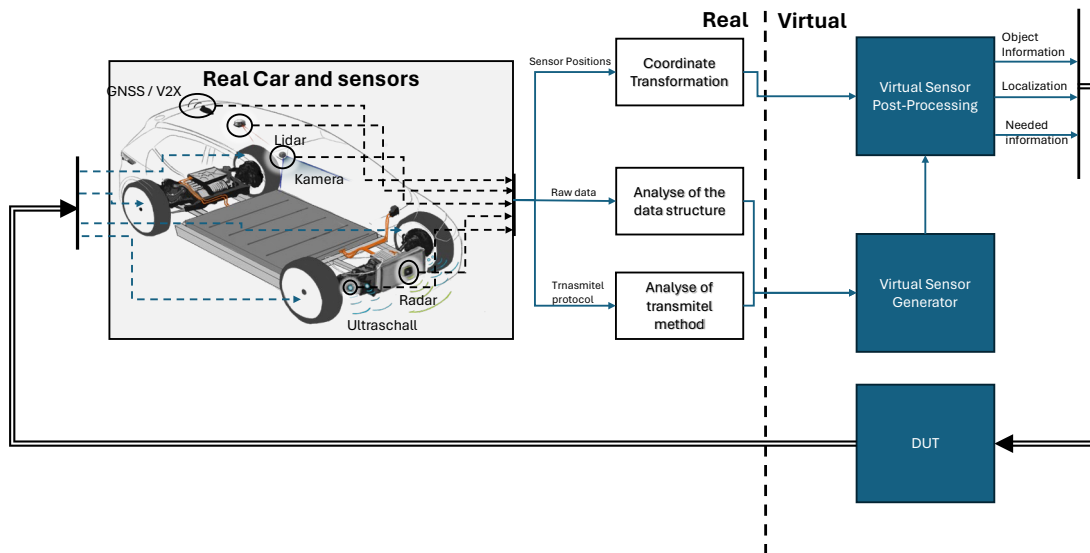 Real
Virtual
Real Car and sensors
GNSS / V2X
Lidar
Kamera
Radar
Ultraschall
Sensor Positions
Coordinate
Transformation
Raw data
Analyse of the
data structure
Trnasmitel
protocol
Analyse of
transmitel
method
Virtual Sensor
Post-Processing
Object
Information
Localization
Needed
information
Virtual Sensor
Generator
DUT